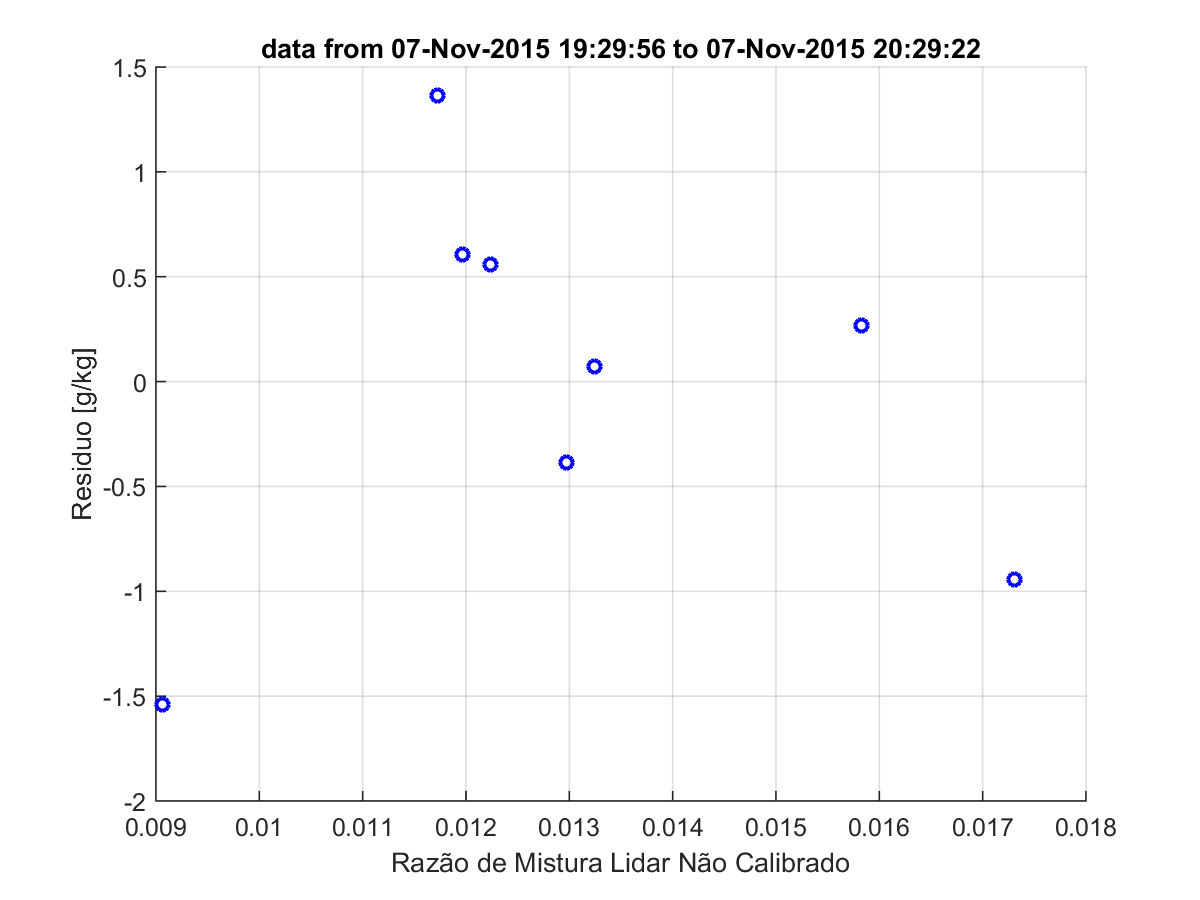 data from 07-Nov-2015 19:29:56 to 07-Nov-2015 20:29:22
1.5
1
0.5
0
-0.5
-1
-1.5
-2
Residuo [g/kg]
0.009 0.01 0.011 0.012 0.013 0.014 0.015 0.016 0.017 0.018
Razão de Mistura Lidar Não Calibrado